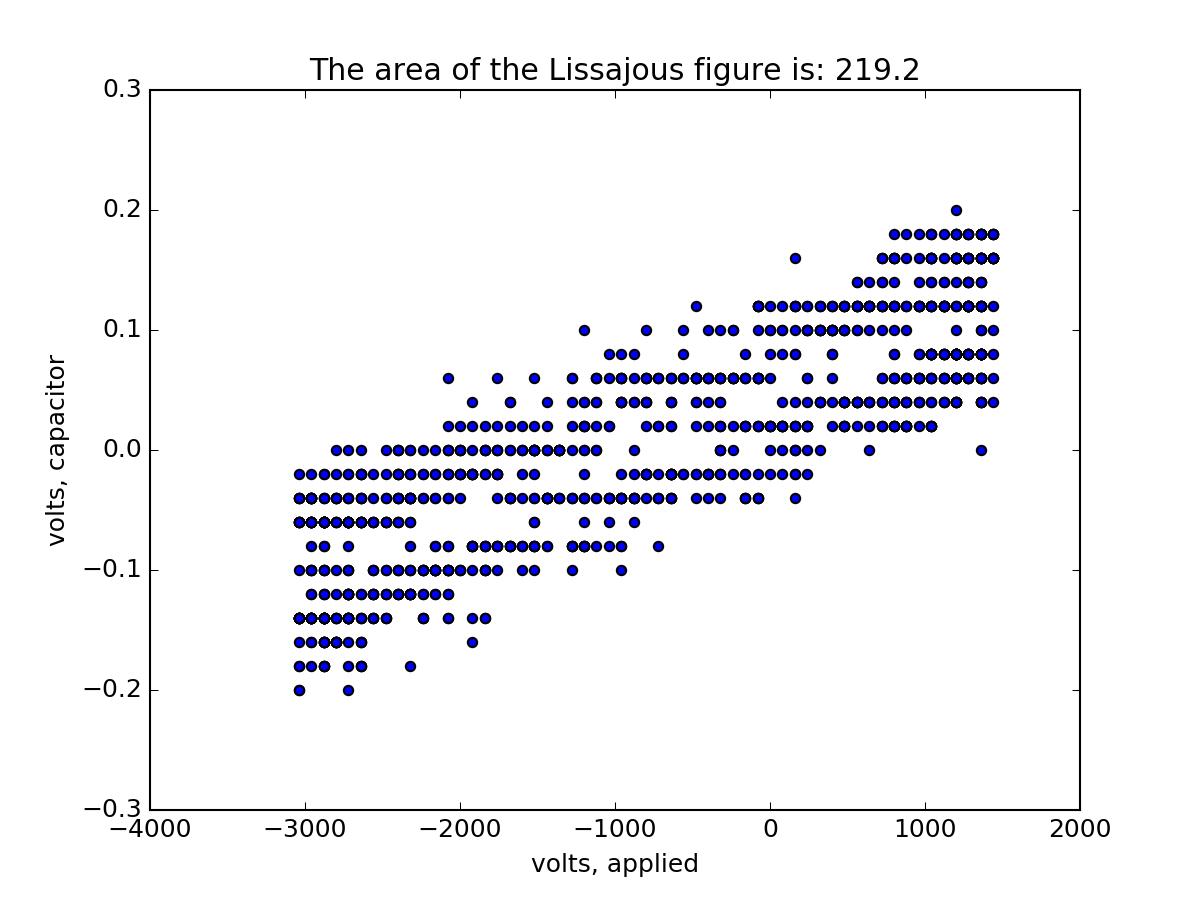 The area of the Lissajous figure is: 219.2
0.3
0.2
0.1
0.0
−0.1
−0.2
−0.3
volts, capacitor
−4000 −3000 −2000 −1000 0 1000 2000
volts, applied